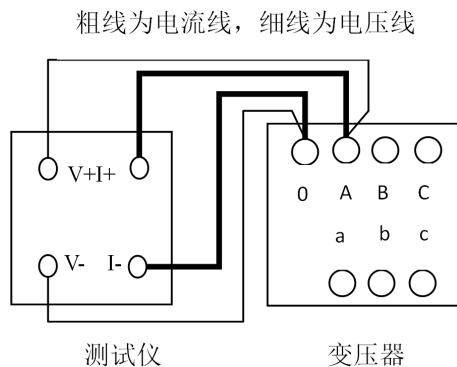 粗线为电流线，细线为电压线
V+I+
V- I-
0 A B C
a b c
测试仪
变压器